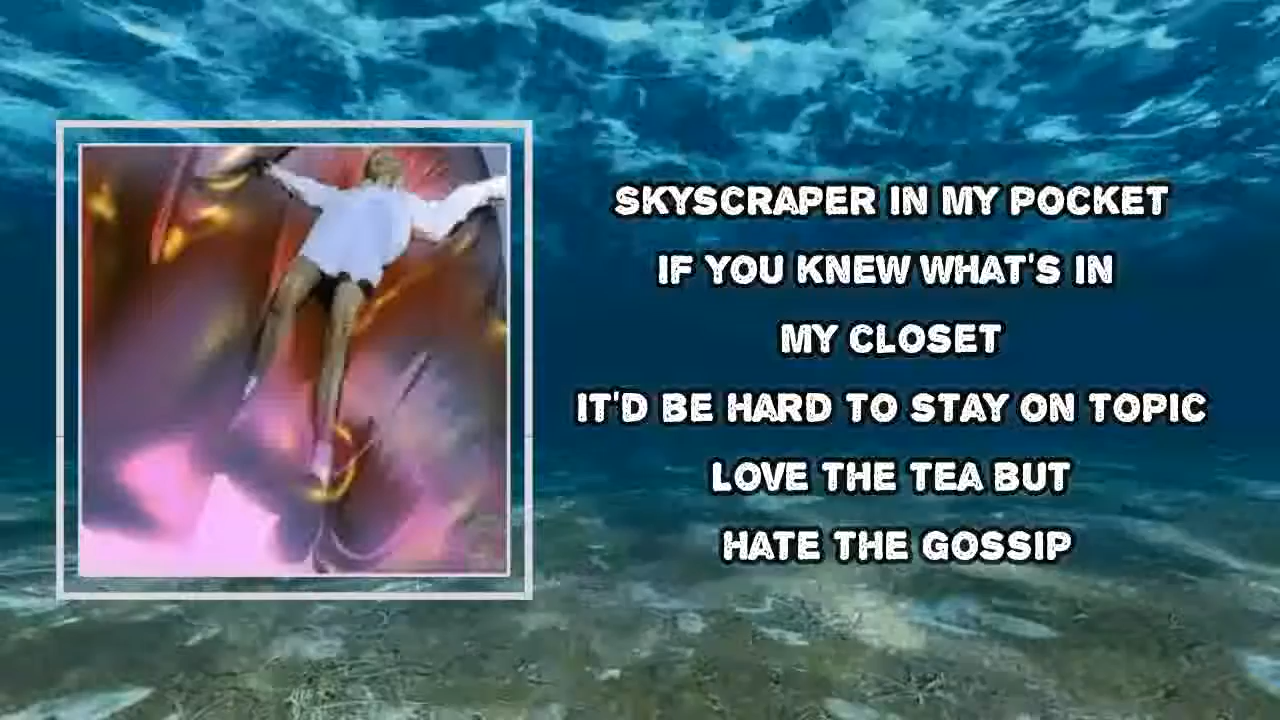 SKYSCRAPER IN MY POCKET
IF YOU KNEW WHAT'S IN
MY CLOSET
IT'D BE HARD TO STAY ON TOPIC
LOVE THE TEA BUT
HATE THE GOSSIP